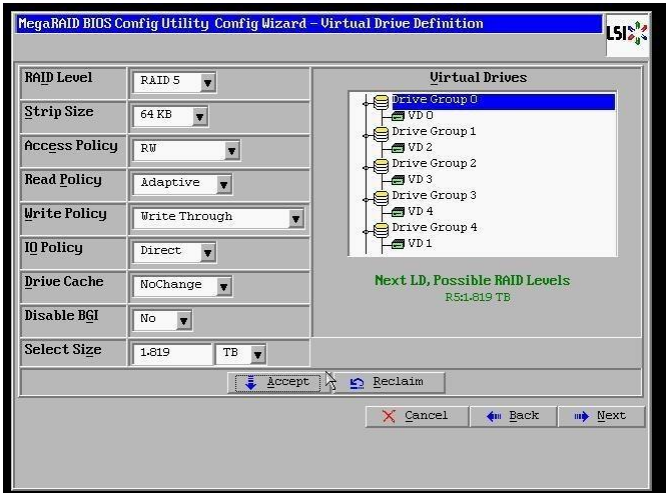 MegaRAID BIOS Config Utility Config Wizard - Virtual Drive Definition
LSI
RAID Level
RAID 5
Strip Size
64 KB
Access Policy
RW
Read Policy
Adaptive
Write Policy
Write Through
IO Policy
Direct
Drive Cache
NoChange
Disable BGI
No
Select Size
1.819
TB
Virtual Drives
Drive Group 0
VD 0
Drive Group 1
VD 2
Drive Group 2
VD 3
Drive Group 3
VD 4
Drive Group 4
VD 1
Next LD, Possible RAID Levels
R5:1.819 TB
Accept
Reclaim
Cancel
Back
Next